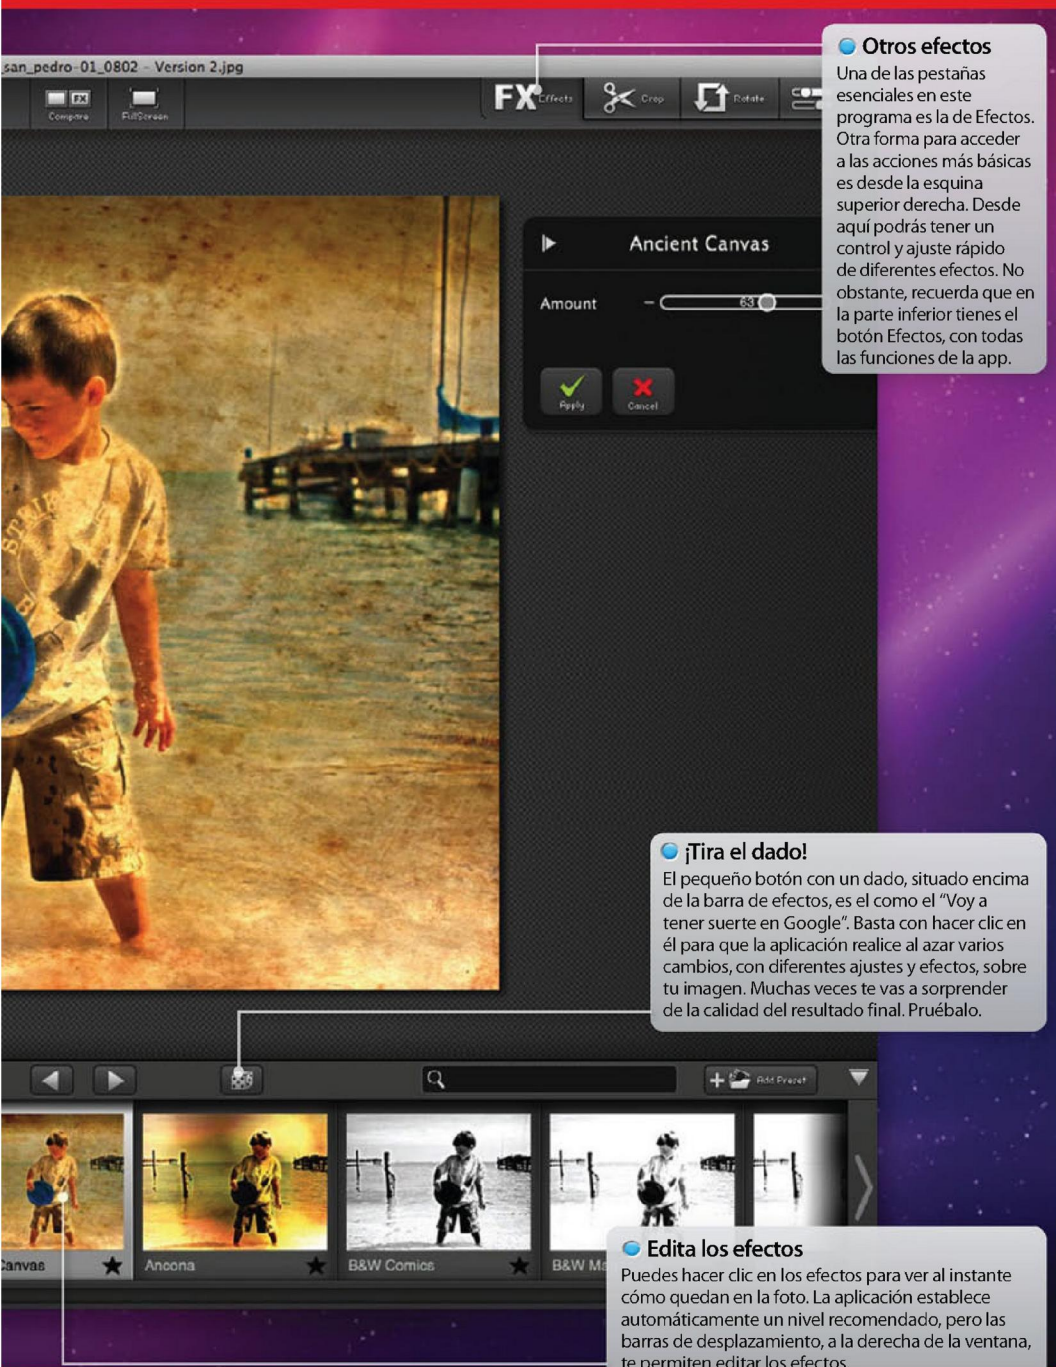 _san_pedro-01_0802 - Version 2.jpg
Compare
FullScreen
FX Effects
Crop
Rotate
Otros efectos
Una de las pestañas
esenciales en este
programa es la de Efectos.
Otra forma para acceder
a las acciones más básicas
es desde la esquina
superior derecha. Desde
aquí podrás tener un
control y ajuste rápido
de diferentes efectos. No
obstante, recuerda que en
la parte inferior tienes el
botón Efectos, con todas
las funciones de la app.
Ancient Canvas
Amount
63
Apply
Cancel
¡Tira el dado!
El pequeño botón con un dado, situado encima
de la barra de efectos, es el como el “Voy a
tener suerte en Google”. Basta con hacer clic en
él para que la aplicación realice al azar varios
cambios, con diferentes ajustes y efectos, sobre
tu imagen. Muchas veces te vas a sorprender
de la calidad del resultado final. Pruébalo.
Add Preset
Canvas
Ancona
B&W Comics
B&W Ma
Edita los efectos
Puedes hacer clic en los efectos para ver al instante
cómo quedan en la foto. La aplicación establece
automáticamente un nivel recomendado, pero las
barras de desplazamiento, a la derecha de la ventana,
te permiten editar los efectos